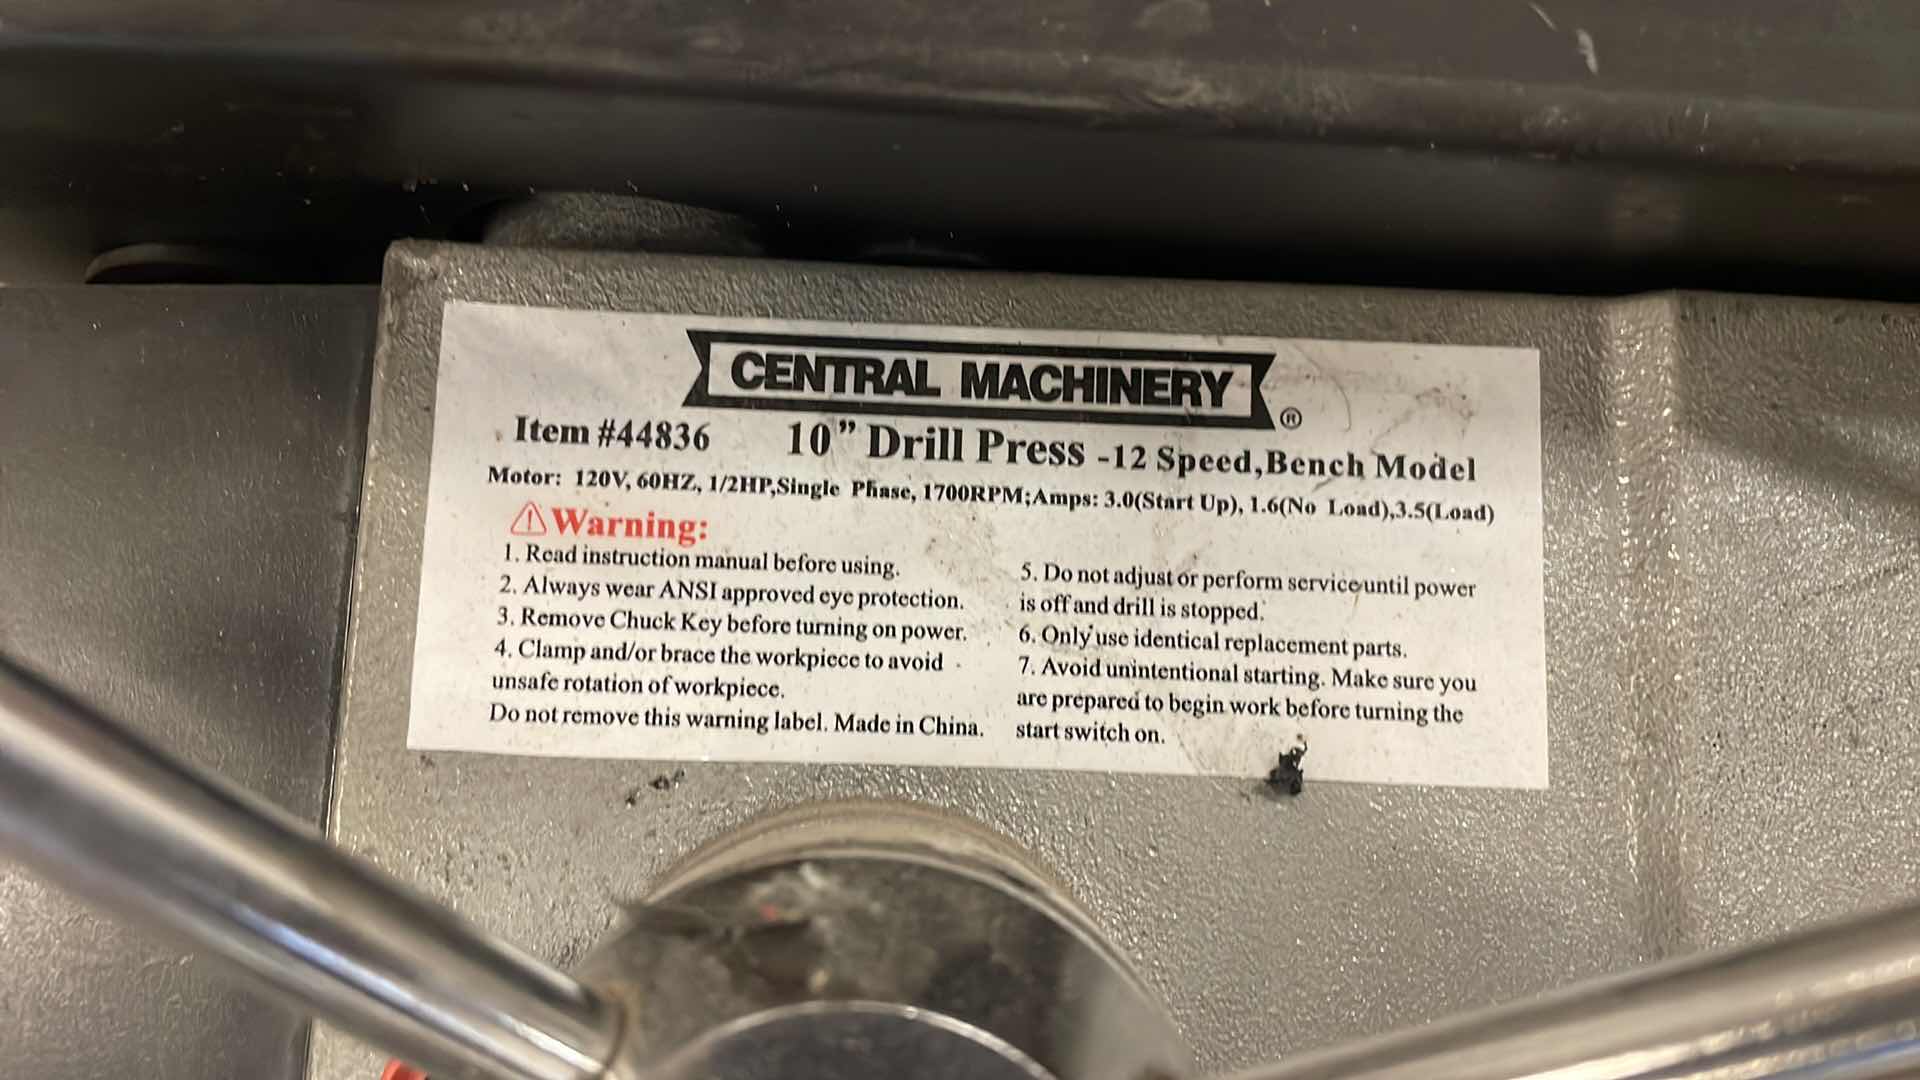 CENTRAL MACHINERY ®
Item #44836 10” Drill Press -12 Speed,Bench Model
Motor: 120V, 60HZ, 1/2HP,Single Phase, 1700RPM;Amps: 3.0(Start Up), 1.6(No Load),3.5(Load)
Warning:
1. Read instruction manual before using.
2. Always wear ANSI approved eye protection.
3. Remove Chuck Key before turning on power.
4. Clamp and/or brace the workpiece to avoid
unsafe rotation of workpiece.
Do not remove this warning label. Made in China.
5. Do not adjust or perform service until power
is off and drill is stopped.
6. Only use identical replacement parts.
7. Avoid unintentional starting. Make sure you
are prepared to begin work before turning the
start switch on.